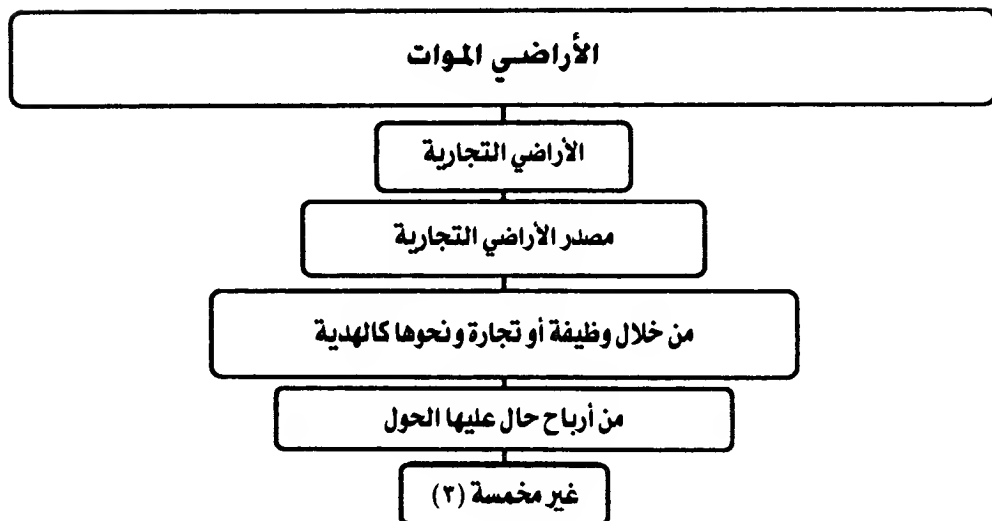 الأراضي الموات
الأراضي التجارية
مصدر الأراضي التجارية
من خلال وظيفة أو تجارة ونحوها كالهدية
من أرباح حال عليها الحول
غير مخمسة (٣)